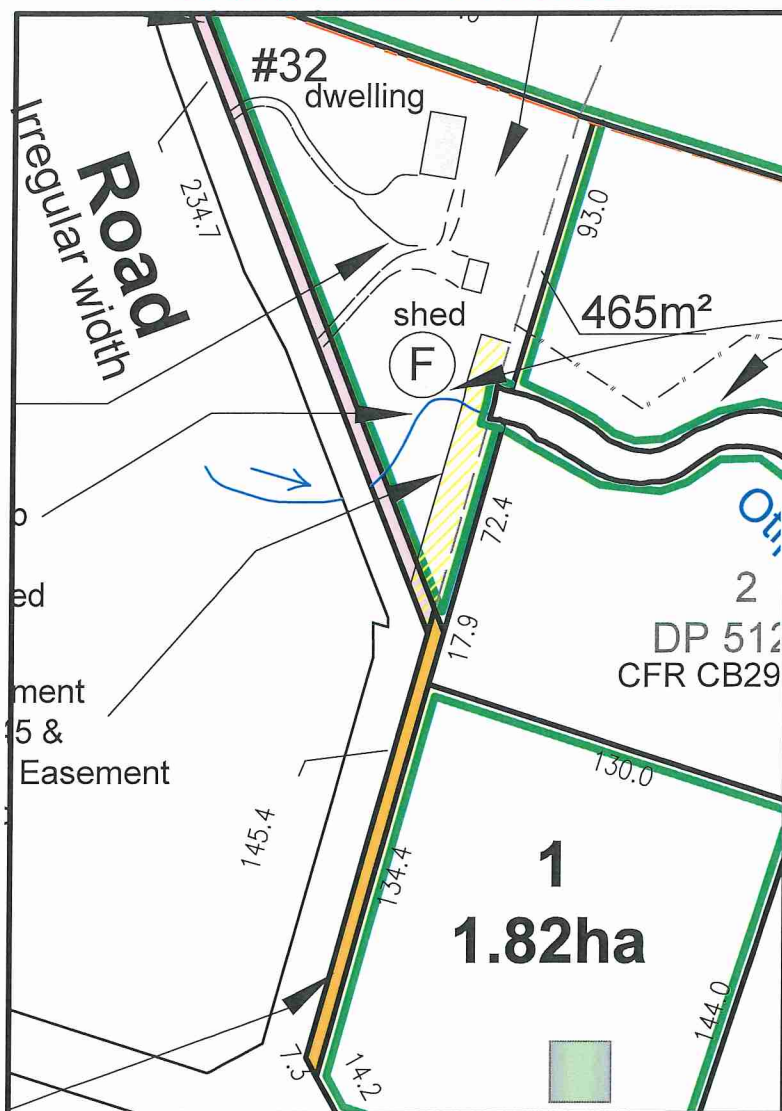 #32
dwelling
Road
Irregular width
234.7
93.0
465m²
shed
F
72.4
ed
2
DP 512
CFR CB29
17.9
ment
&
Easement
130.0
145.4
134.4
1
1.82ha
144.0
7.3
14.2